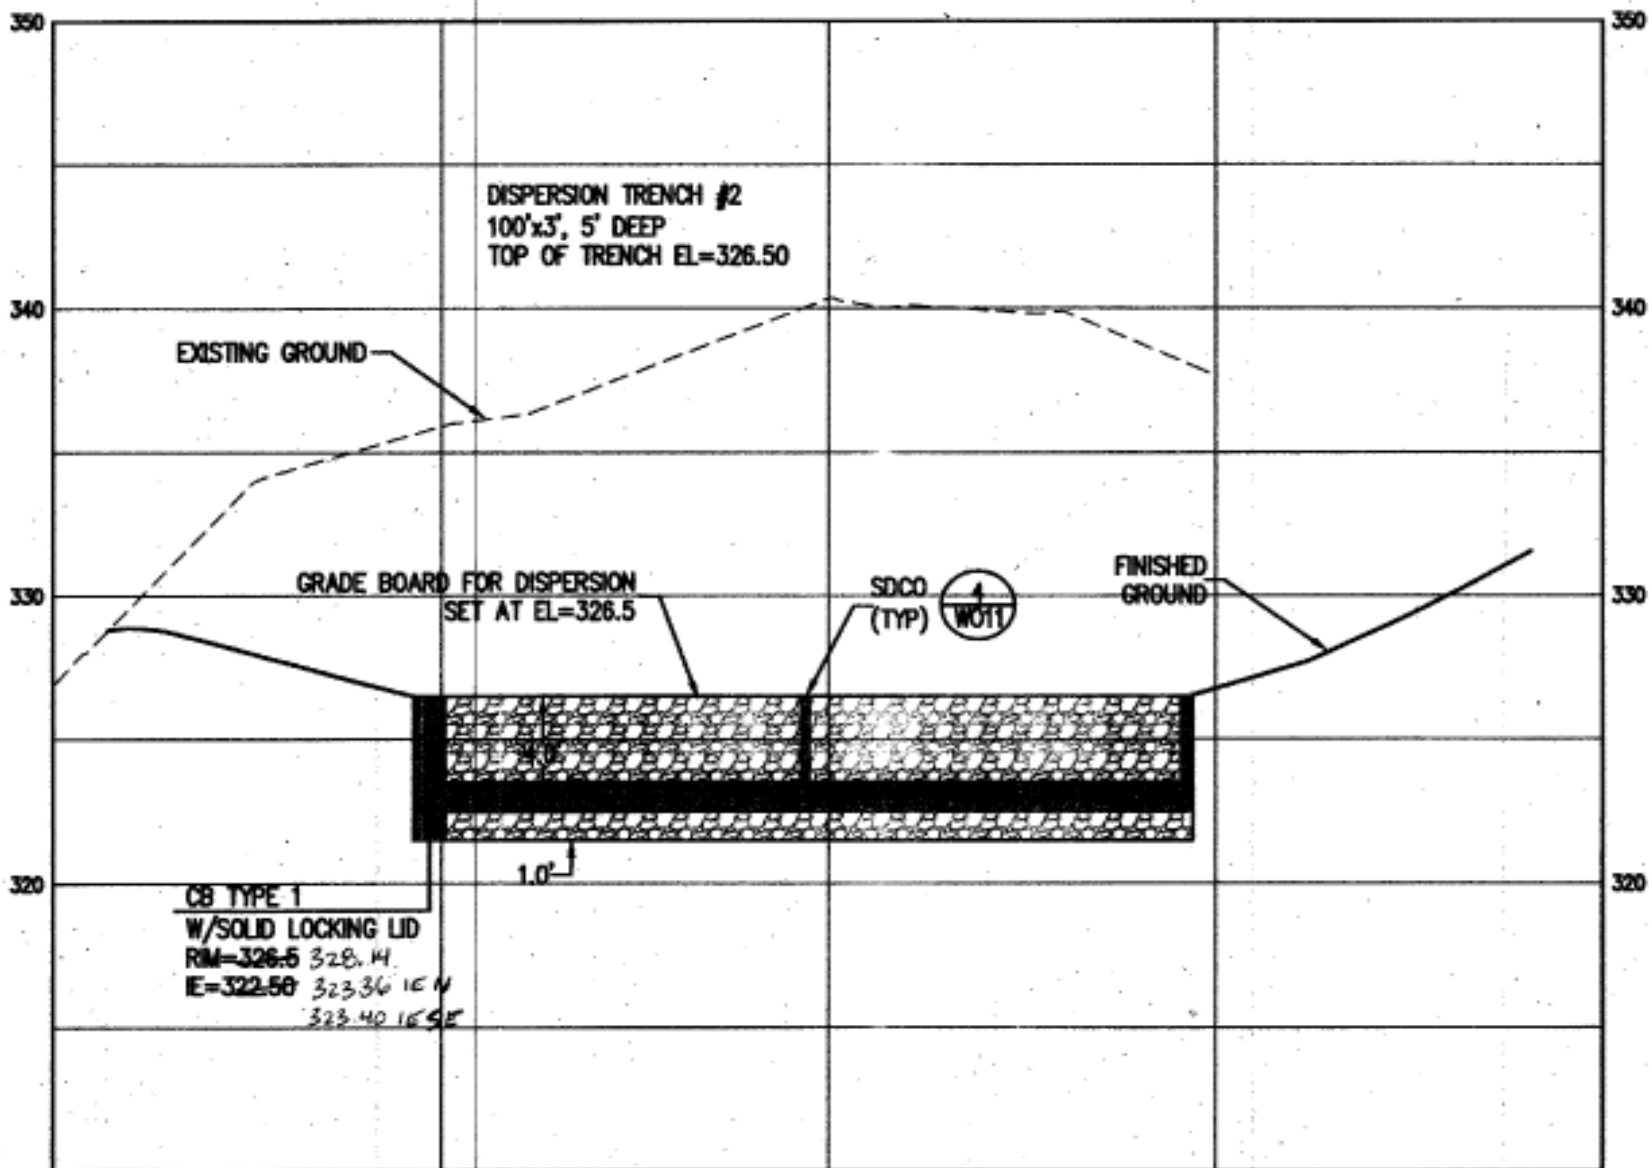 350
350
DISPERSION TRENCH #2
100'x3', 5' DEEP
TOP OF TRENCH EL=326.50
340
340
EXISTING GROUND
GRADE BOARD FOR DISPERSION
SET AT EL=326.5
SDCO
(TYP)
4
W011
FINISHED
GROUND
330
330
4.0'
1.0'
320
320
CB TYPE 1
W/SOLID LOCKING LID
RIM=326.5 328.14
IE=322.50 323.36 IE N
323.40 IE SE